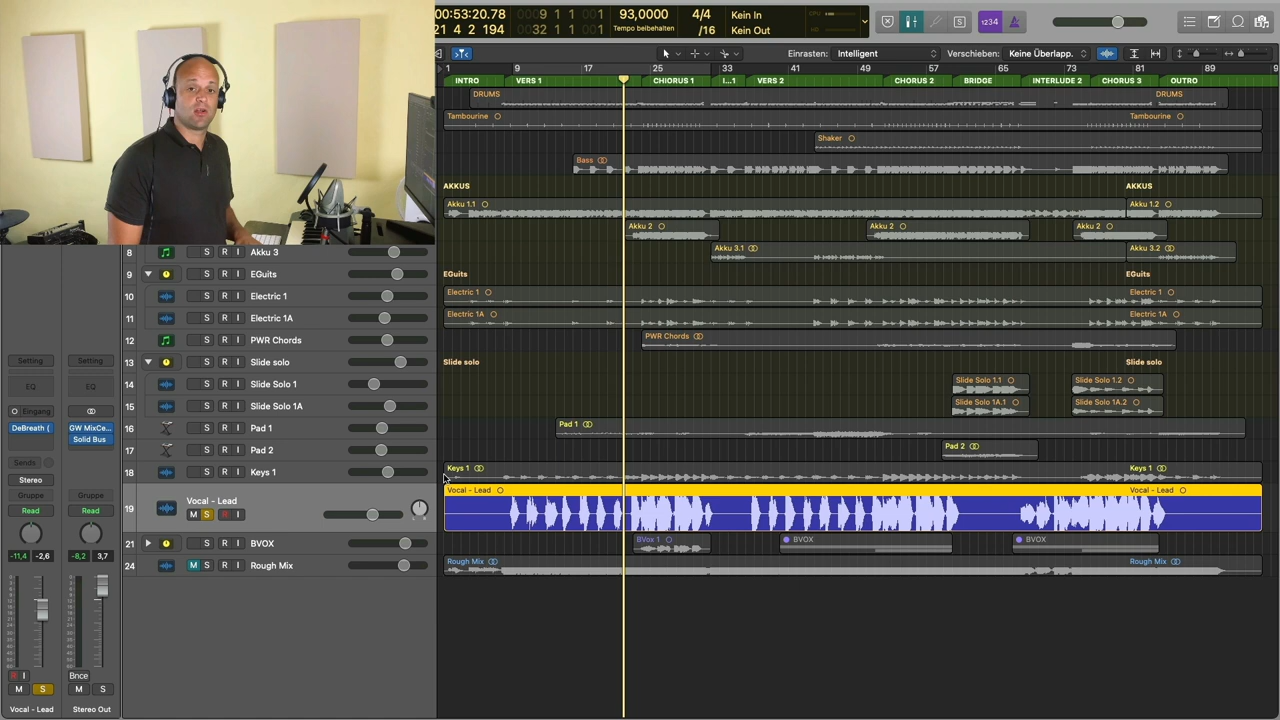 00:53:20.78 0009 1 1 001 93,0000 4/4 Kein In
21 4 2 194 0032 1 1 001 Tempo beibehalten /16 Kein Out
1234
Einrasten: Intelligent Verschieben: Keine Überlapp.
1 9 17 25 33 41 49 57 65 73 81 89 9
INTRO VERS 1 CHORUS 1 I...1 VERS 2 CHORUS 2 BRIDGE INTERLUDE 2 CHORUS 3 OUTRO
DRUMS DRUMS
Tambourine Tambourine
Shaker
Bass
AKKUS AKKUS
Akku 1.1 Akku 1.2
Akku 2 Akku 2 Akku 2
8 S R I Akku 3 Akku 3.1 Akku 3.2
9 S R I EGuits EGuits EGuits
10 S R I Electric 1 Electric 1 Electric 1
11 S R I Electric 1A Electric 1A Electric 1A
12 S R I PWR Chords PWR Chords
13 S R I Slide solo Slide solo Slide solo
14 S R I Slide Solo 1 Slide Solo 1.1 Slide Solo 1.2
15 S R I Slide Solo 1A Slide Solo 1A.1 Slide Solo 1A.2
16 S R I Pad 1 Pad 1
17 S R I Pad 2 Pad 2
18 S R I Keys 1 Keys 1 Keys 1
19 Vocal - Lead Vocal - Lead Vocal - Lead
M S R I
21 M S BVOX BVox 1 BVOX BVOX
24 M S Rough Mix Rough Mix Rough Mix
Setting Setting
EQ EQ
Eingang
DeBreath ( GW MixCe...
Solid Bus
Sends
Stereo
Gruppe Gruppe
Read Read
-11,4 -2,6 -8,2 3,7
R I Bnce
M S M S
Vocal - Lead Stereo Out